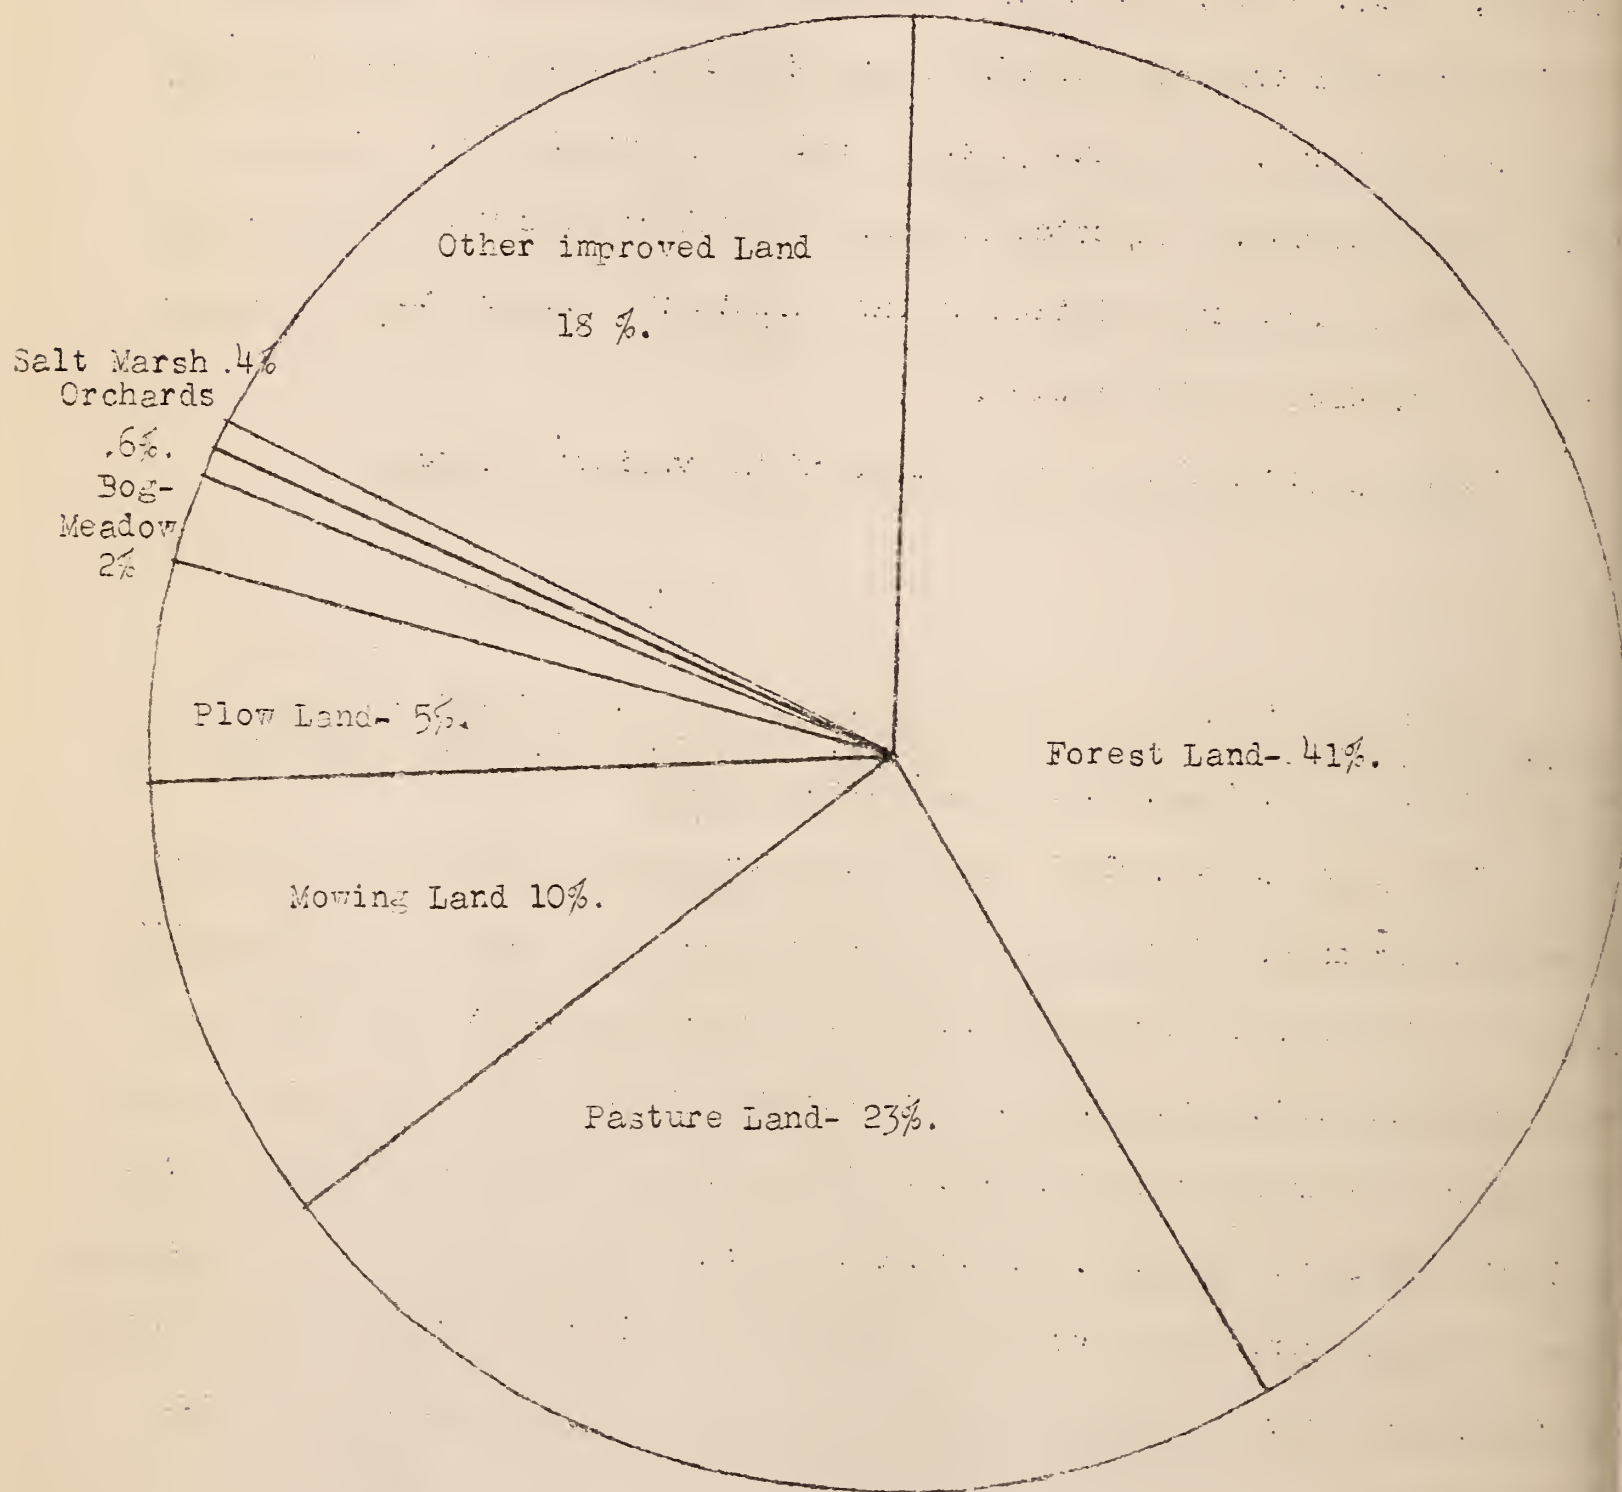 Other improved Land
18 %.
Salt Marsh .4%
Orchards
.6%.
Bog-
Meadow
2%
Plow Land- 5%.
Forest Land- 41%.
Mowing Land 10%.
Pasture Land- 23%.